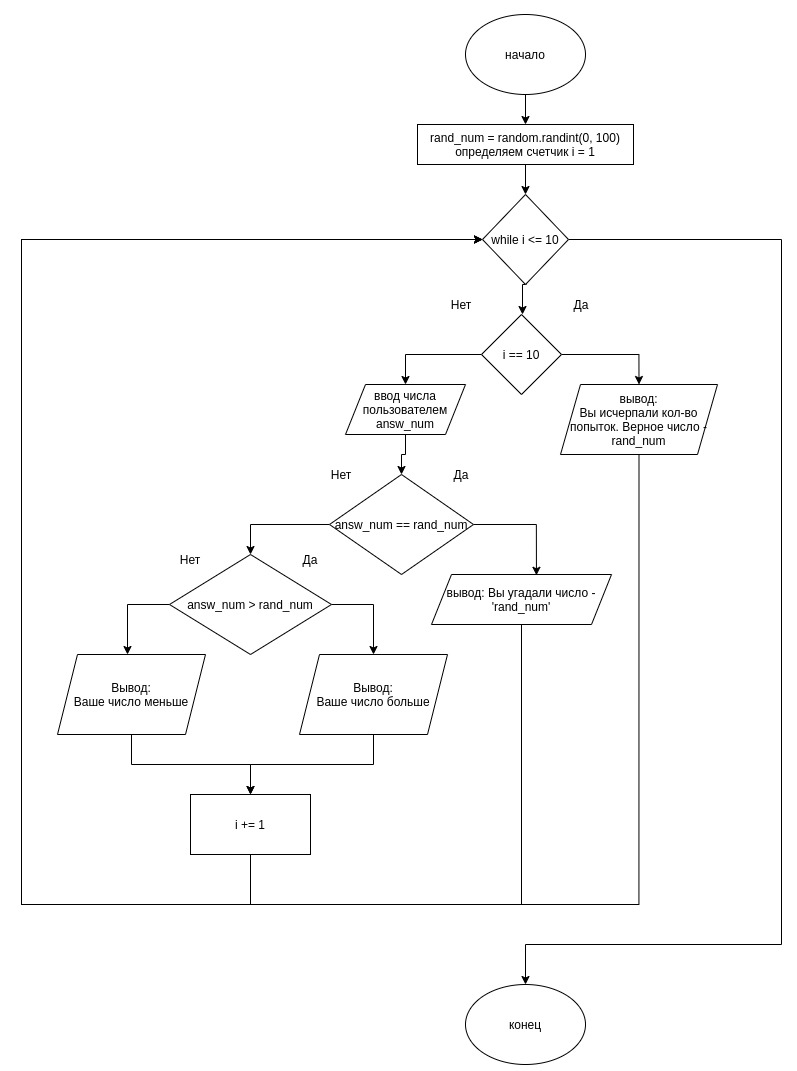 начало
rand_num = random.randint(0, 100)
определяем счетчик i = 1
while i <= 10
Нет
Да
i == 10
ввод числа
пользователем
answ_num
вывод:
Вы исчерпали кол-во
попыток. Верное число -
rand_num
Нет
Да
answ_num == rand_num
Нет
Да
answ_num > rand_num
вывод: Вы угадали число -
'rand_num'
Вывод:
Ваше число меньше
Вывод:
Ваше число больше
i += 1
конец